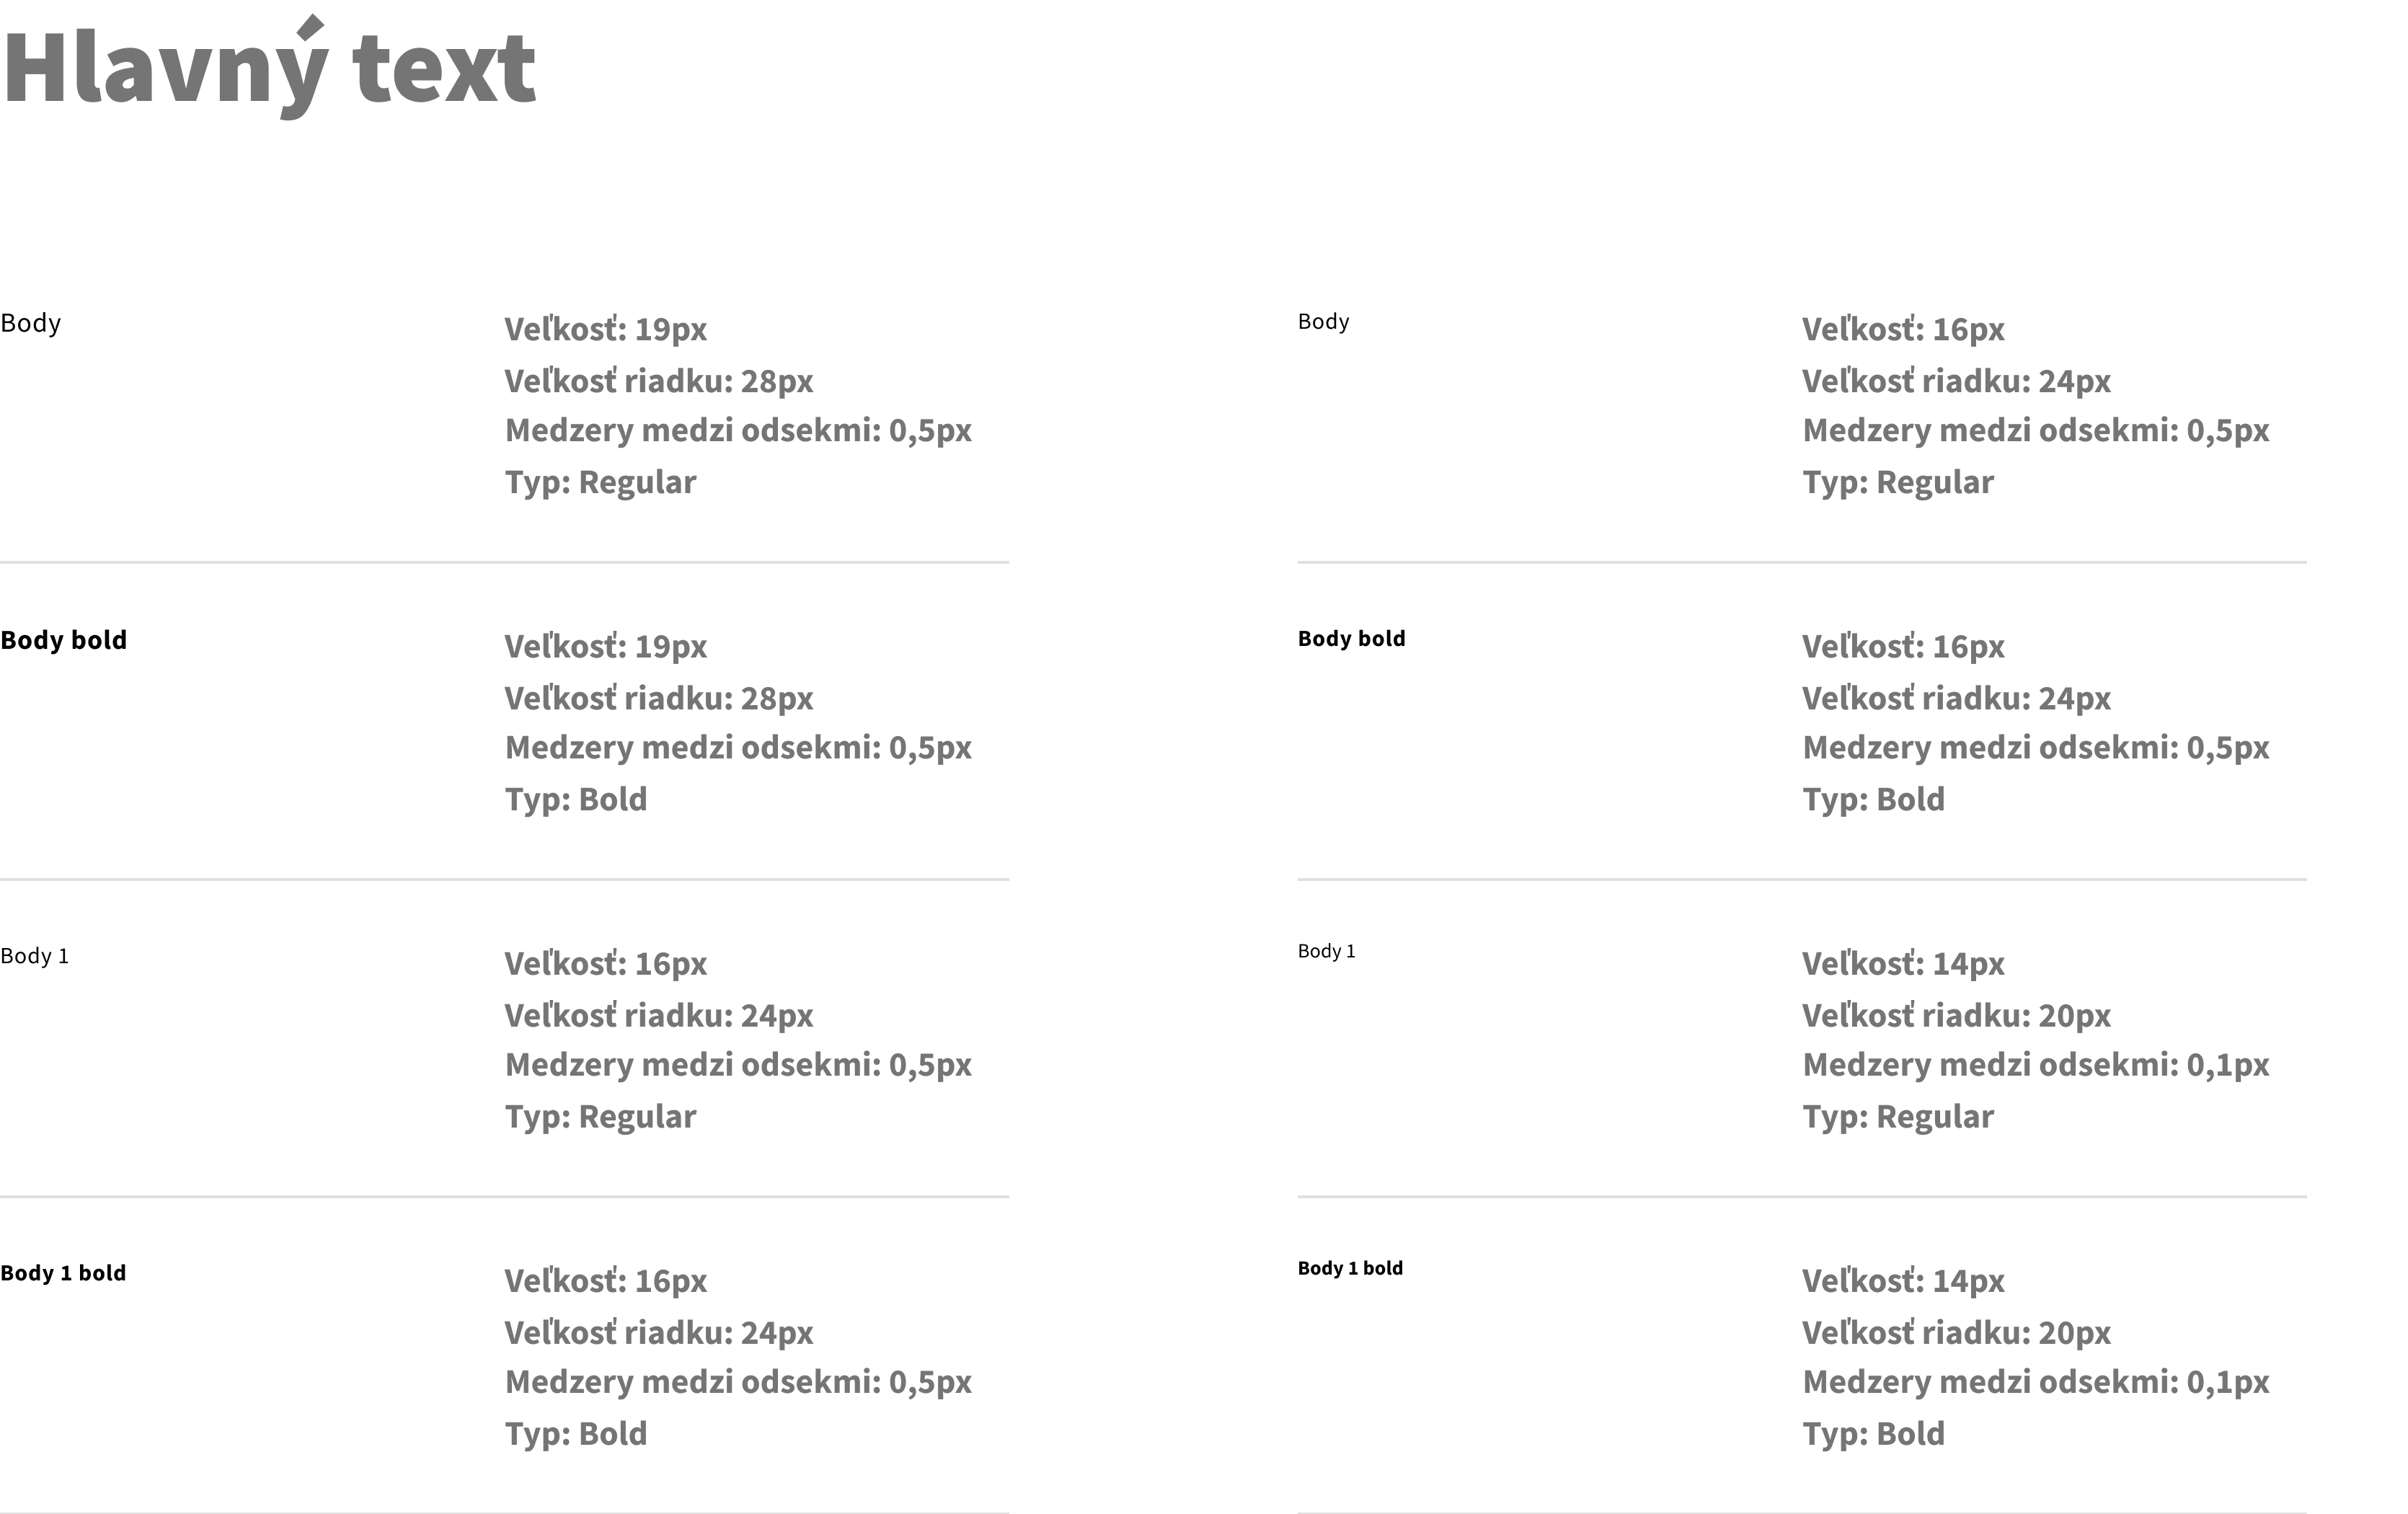 Hlavný text
Body
Veľkosť: 19px
Veľkosť riadku: 28px
Medzery medzi odsekmi: 0,5px
Typ: Regular
Body bold
Veľkosť: 19px
Veľkosť riadku: 28px
Medzery medzi odsekmi: 0,5px
Typ: Bold
Body 1
Veľkosť: 16px
Veľkosť riadku: 24px
Medzery medzi odsekmi: 0,5px
Typ: Regular
Body 1 bold
Veľkosť: 16px
Veľkosť riadku: 24px
Medzery medzi odsekmi: 0,5px
Typ: Bold
Body
Veľkosť: 16px
Veľkosť riadku: 24px
Medzery medzi odsekmi: 0,5px
Typ: Regular
Body bold
Veľkosť: 16px
Veľkosť riadku: 24px
Medzery medzi odsekmi: 0,5px
Typ: Bold
Body 1
Veľkosť: 14px
Veľkosť riadku: 20px
Medzery medzi odsekmi: 0,1px
Typ: Regular
Body 1 bold
Veľkosť: 14px
Veľkosť riadku: 20px
Medzery medzi odsekmi: 0,1px
Typ: Bold